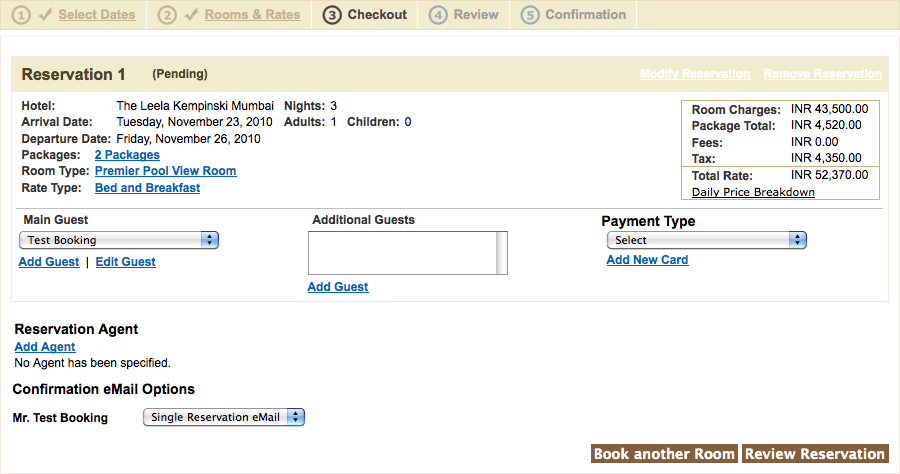 1 Select Dates 2 Rooms & Rates 3 Checkout 4 Review 5 Confirmation
Reservation 1 (Pending) Modify Reservation Remove Reservation
Hotel: The Leela Kempinski Mumbai Nights: 3
Arrival Date: Tuesday, November 23, 2010 Adults: 1 Children: 0
Departure Date: Friday, November 26, 2010
Packages: 2 Packages
Room Type: Premier Pool View Room
Rate Type: Bed and Breakfast
Room Charges: INR 43,500.00
Package Total: INR 4,520.00
Fees: INR 0.00
Tax: INR 4,350.00
Total Rate: INR 52,370.00
Daily Price Breakdown
Main Guest
Test Booking
Add Guest | Edit Guest
Additional Guests
Add Guest
Payment Type
Select
Add New Card
Reservation Agent
Add Agent
No Agent has been specified.
Confirmation eMail Options
Mr. Test Booking Single Reservation eMail
Book another Room Review Reservation